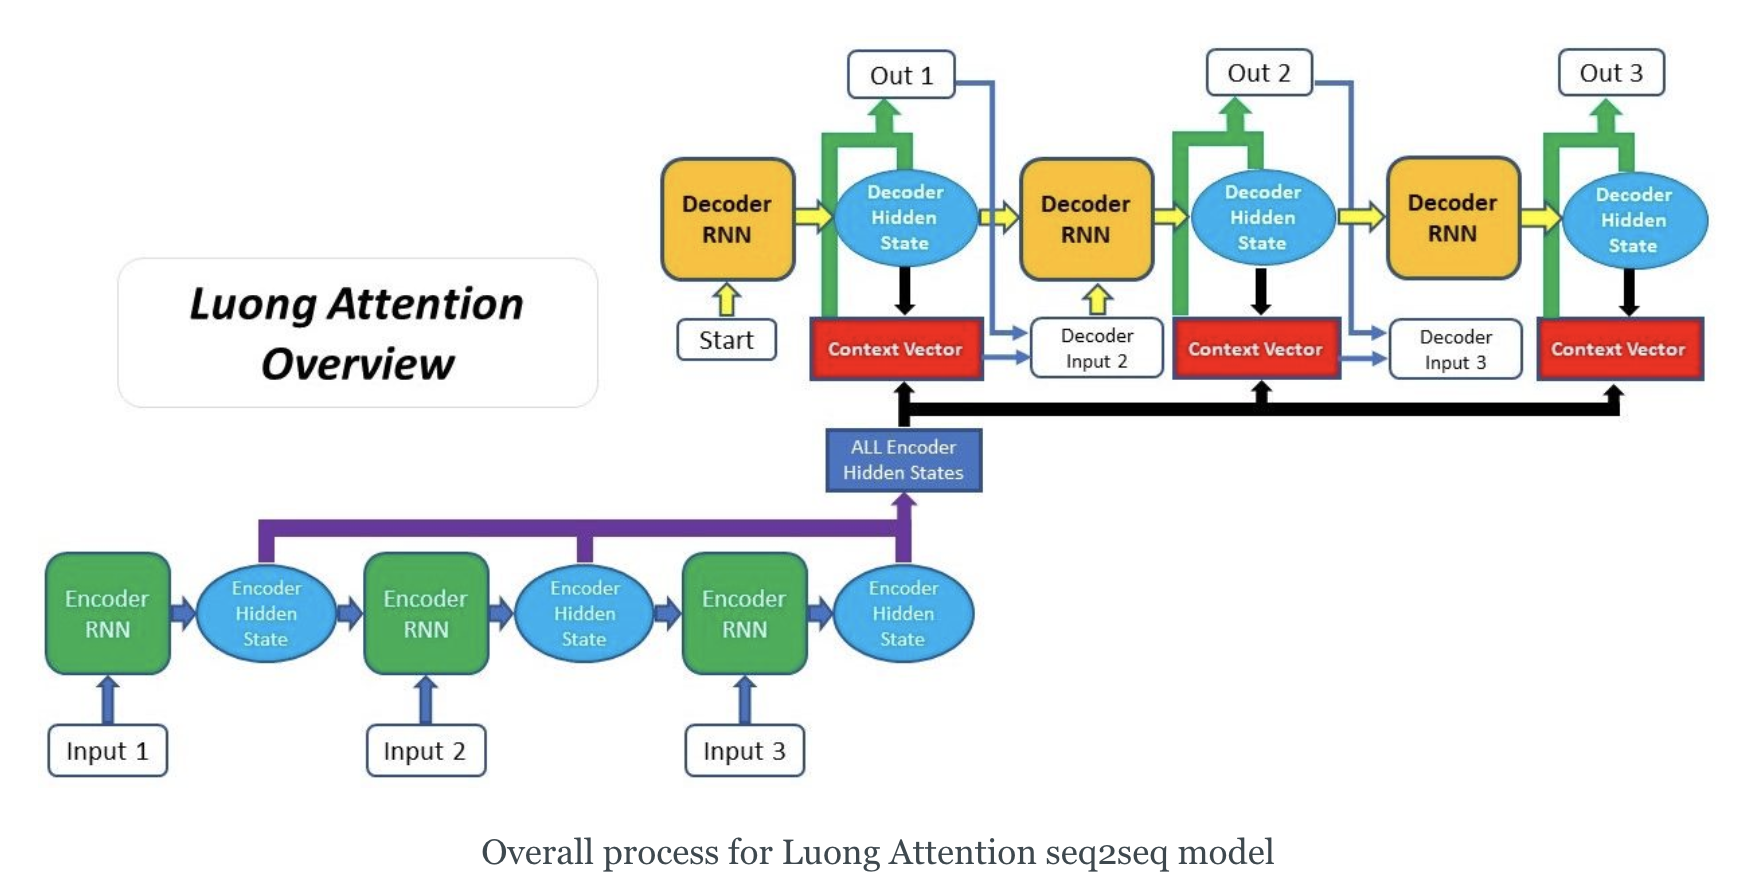 Out 1
Out 2
Out 3
Decoder
RNN
Decoder
Hidden
State
Decoder
RNN
Decoder
Hidden
State
Decoder
RNN
Decoder
Hidden
State
Luong Attention
Overview
Start
Context Vector
Decoder
Input 2
Context Vector
Decoder
Input 3
Context Vector
ALL Encoder
Hidden States
Encoder
RNN
Encoder
Hidden
State
Encoder
RNN
Encoder
Hidden
State
Encoder
RNN
Encoder
Hidden
State
Input 1
Input 2
Input 3
Overall process for Luong Attention seq2seq model